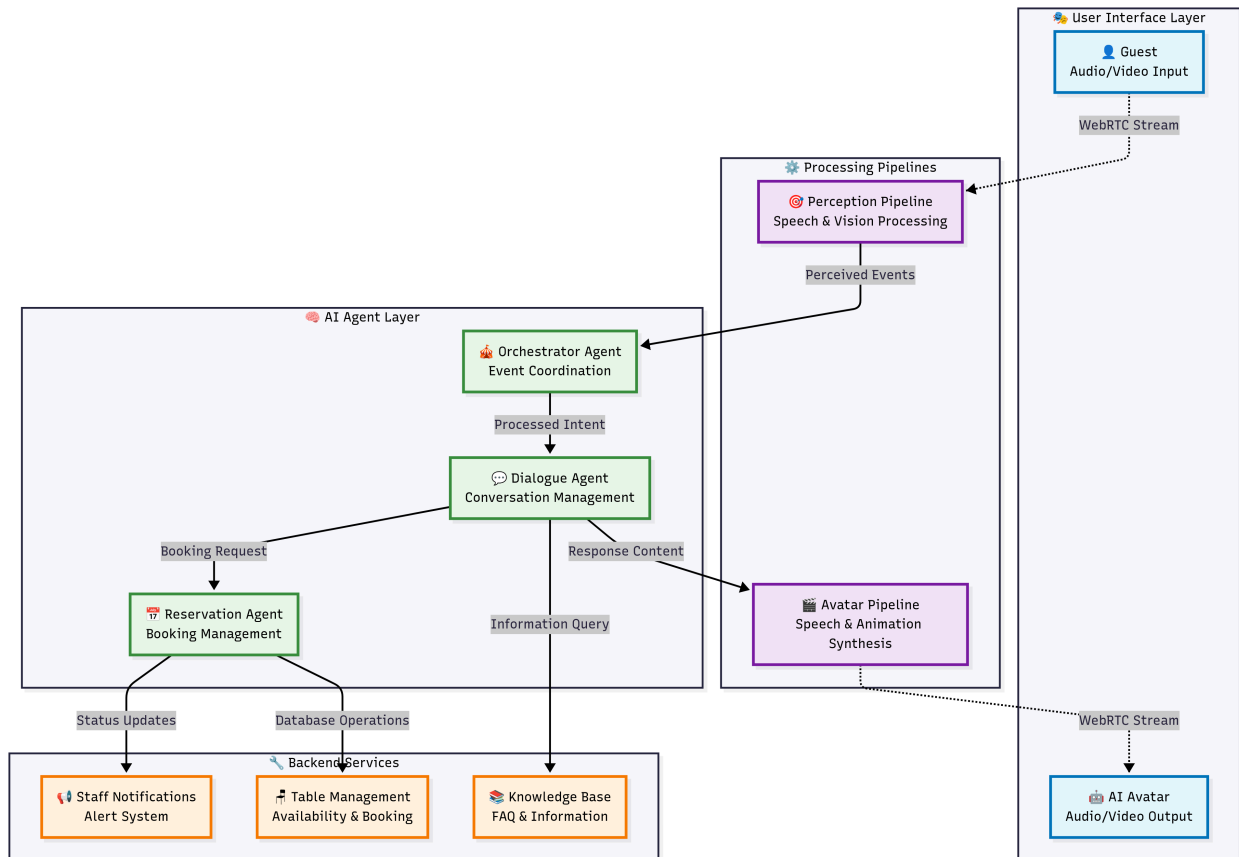 🎭 User Interface Layer
👤 Guest
Audio/Video Input
WebRTC Stream
⚙️ Processing Pipelines
🎯 Perception Pipeline
Speech & Vision Processing
Perceived Events
🧠 AI Agent Layer
🎪 Orchestrator Agent
Event Coordination
Processed Intent
💬 Dialogue Agent
Conversation Management
Booking Request
Response Content
📅 Reservation Agent
Booking Management
Information Query
🎬 Avatar Pipeline
Speech & Animation
Synthesis
Status Updates
Database Operations
WebRTC Stream
🔧 Backend Services
📢 Staff Notifications
Alert System
🪑 Table Management
Availability & Booking
📚 Knowledge Base
FAQ & Information
🤖 AI Avatar
Audio/Video Output